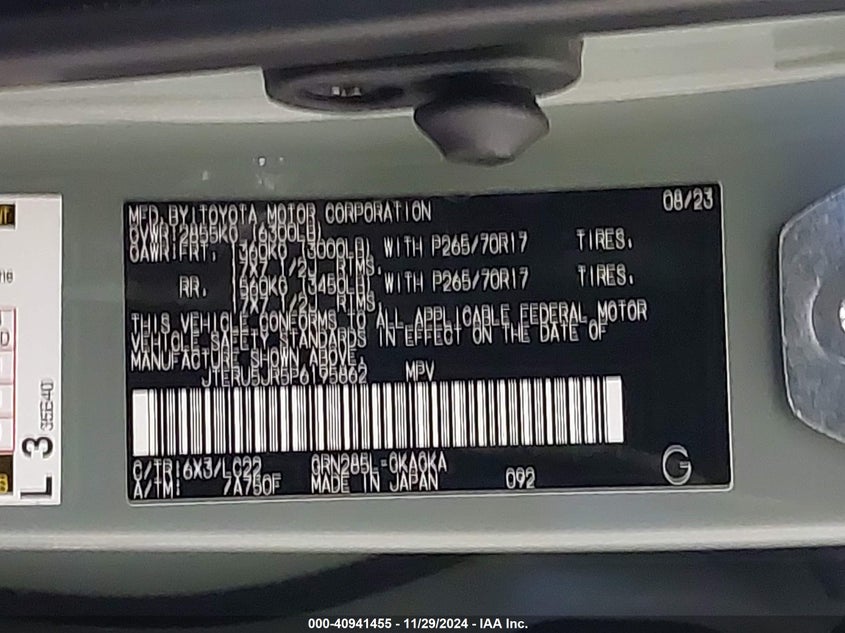 MFD. BY: TOYOTA MOTOR CORPORATION 08/23
GVWR: 2855KG (6300LB)
GAWR: FRT. 1360KG (3000LB) WITH P265/70R17 TIRES,
17X7 1/2J RIMS,
RR. 1560KG (3450LB) WITH P265/70R17 TIRES,
17X7 1/2J RIMS,
THIS VEHICLE CONFORMS TO ALL APPLICABLE FEDERAL MOTOR
VEHICLE SAFETY STANDARDS IN EFFECT ON THE DATE OF
MANUFACTURE SHOWN ABOVE.
JTERU5JR5P6195862 MPV
C/TR: 6X3/LC22 GRN285L-GKAGKA
A/TM: 7A750F MADE IN JAPAN 092
G
L 3
35E40
000-40941455 - 11/29/2024 - IAA Inc.